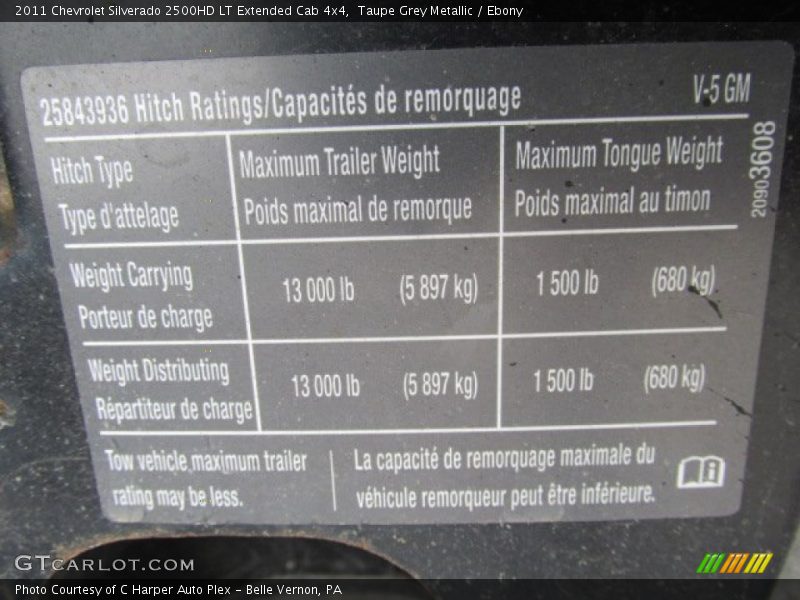 2011 Chevrolet Silverado 2500HD LT Extended Cab 4x4, Taupe Grey Metallic / Ebony
25843936 Hitch Ratings/Capacités de remorquage
V-5 GM
Hitch Type
Type d'attelage
Maximum Trailer Weight
Poids maximal de remorque
Maximum Tongue Weight
Poids maximal au timon
20903608
Weight Carrying
Porteur de charge
13 000 lb (5 897 kg)
1 500 lb (680 kg)
Weight Distributing
Répartiteur de charge
13 000 lb (5 897 kg)
1 500 lb (680 kg)
Tow vehicle maximum trailer
rating may be less.
La capacité de remorquage maximale du
véhicule remorqueur peut être inférieure.
GTCARLOT.COM
Photo Courtesy of C Harper Auto Plex – Belle Vernon, PA